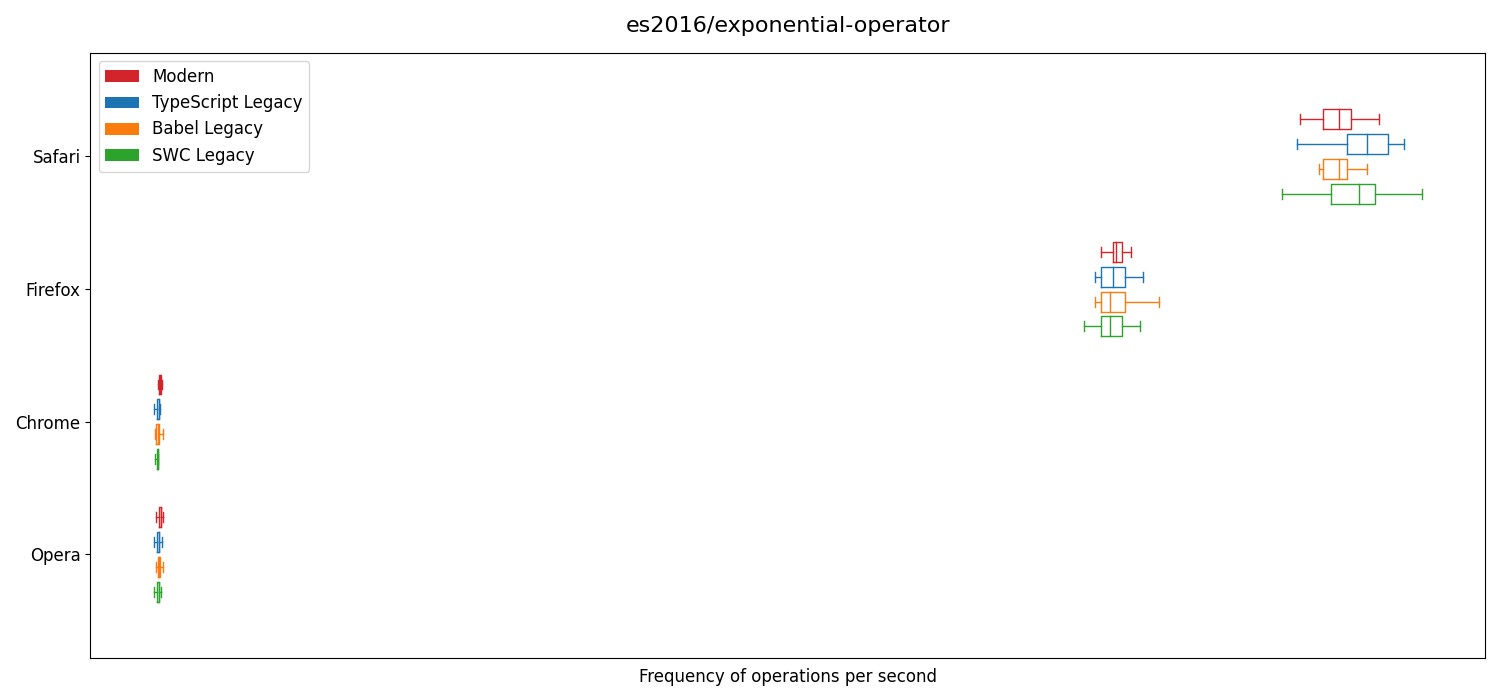 es2016/exponential-operator
Modern
TypeScript Legacy
Babel Legacy
SWC Legacy
Safari
Firefox
Chrome
Opera
Frequency of operations per second